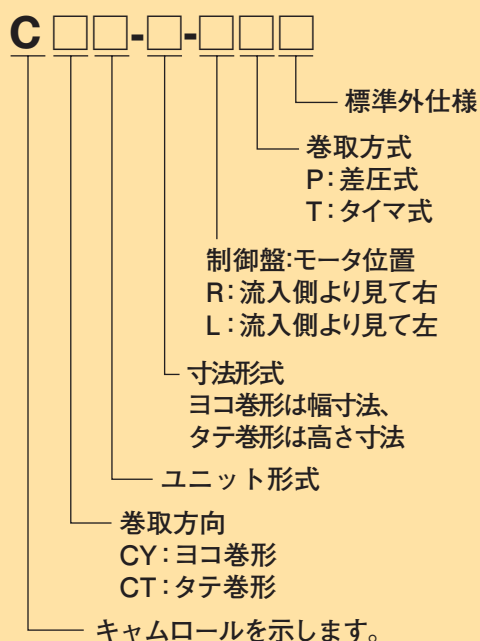 C□□-□-□□□
標準外仕様
巻取方式
P：差圧式
T：タイマ式
制御盤:モータ位置
R：流入側より見て右
L：流入側より見て左
寸法形式
ヨコ巻形は幅寸法、
タテ巻形は高さ寸法
ユニット形式
巻取方向
CY：ヨコ巻形
CT：タテ巻形
キャムロールを示します。